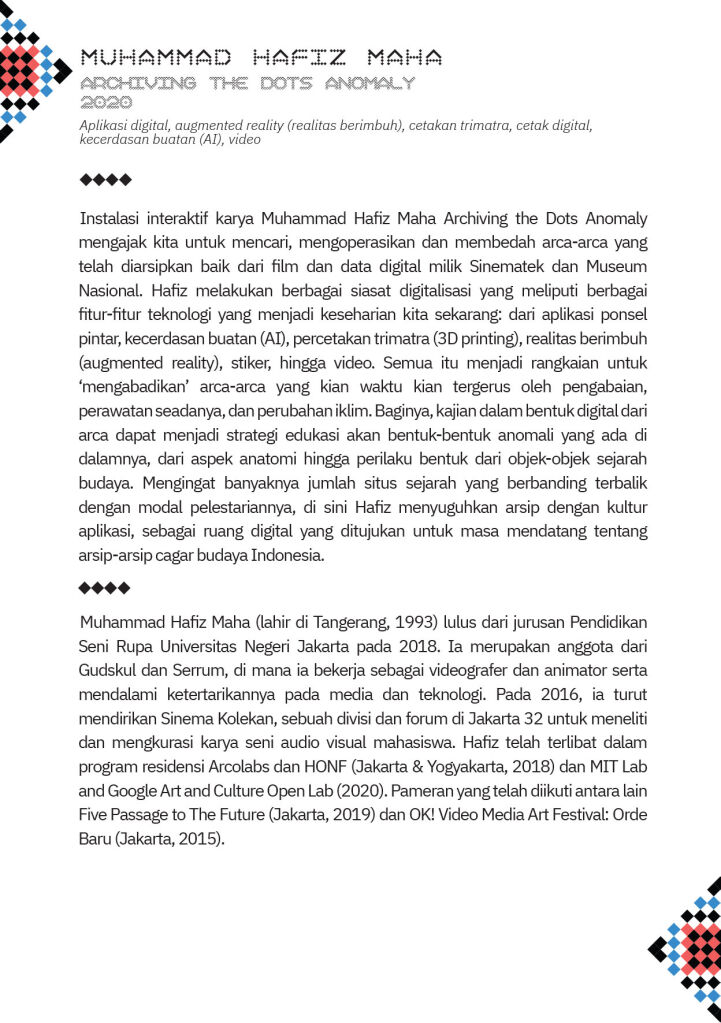 MUHAMMAD HAFIZ MAHA
ARCHIVING THE DOTS ANOMALY
2020
Aplikasi digital, augmented reality (realitas berimbuh), cetakan trimatra, cetak digital,
kecerdasan buatan (AI), video
Instalasi interaktif karya Muhammad Hafiz Maha Archiving the Dots Anomaly
mengajak kita untuk mencari, mengoperasikan dan membedah arca-arca yang
telah diarsipkan baik dari film dan data digital milik Sinematek dan Museum
Nasional. Hafiz melakukan berbagai siasat digitalisasi yang meliputi berbagai
fitur-fitur teknologi yang menjadi keseharian kita sekarang: dari aplikasi ponsel
pintar, kecerdasan buatan (AI), percetakan trimatra (3D printing), realitas berimbuh
(augmented reality), stiker, hingga video. Semua itu menjadi rangkaian untuk
‘mengabadikan’ arca-arca yang kian waktu kian tergerus oleh pengabaian,
perawatan seadanya, dan perubahan iklim. Baginya, kajian dalam bentuk digital dari
arca dapat menjadi strategi edukasi akan bentuk-bentuk anomali yang ada di
dalamnya, dari aspek anatomi hingga perilaku bentuk dari objek-objek sejarah
budaya. Mengingat banyaknya jumlah situs sejarah yang berbanding terbalik
dengan modal pelestariannya, di sini Hafiz menyuguhkan arsip dengan kultur
aplikasi, sebagai ruang digital yang ditujukan untuk masa mendatang tentang
arsip-arsip cagar budaya Indonesia.
Muhammad Hafiz Maha (lahir di Tangerang, 1993) lulus dari jurusan Pendidikan
Seni Rupa Universitas Negeri Jakarta pada 2018. Ia merupakan anggota dari
Gudskul dan Serrum, di mana ia bekerja sebagai videografer dan animator serta
mendalami ketertarikannya pada media dan teknologi. Pada 2016, ia turut
mendirikan Sinema Kolekan, sebuah divisi dan forum di Jakarta 32 untuk meneliti
dan mengkurasi karya seni audio visual mahasiswa. Hafiz telah terlibat dalam
program residensi Arcolabs dan HONF (Jakarta & Yogyakarta, 2018) dan MIT Lab
and Google Art and Culture Open Lab (2020). Pameran yang telah diikuti antara lain
Five Passage to The Future (Jakarta, 2019) dan OK! Video Media Art Festival: Orde
Baru (Jakarta, 2015).